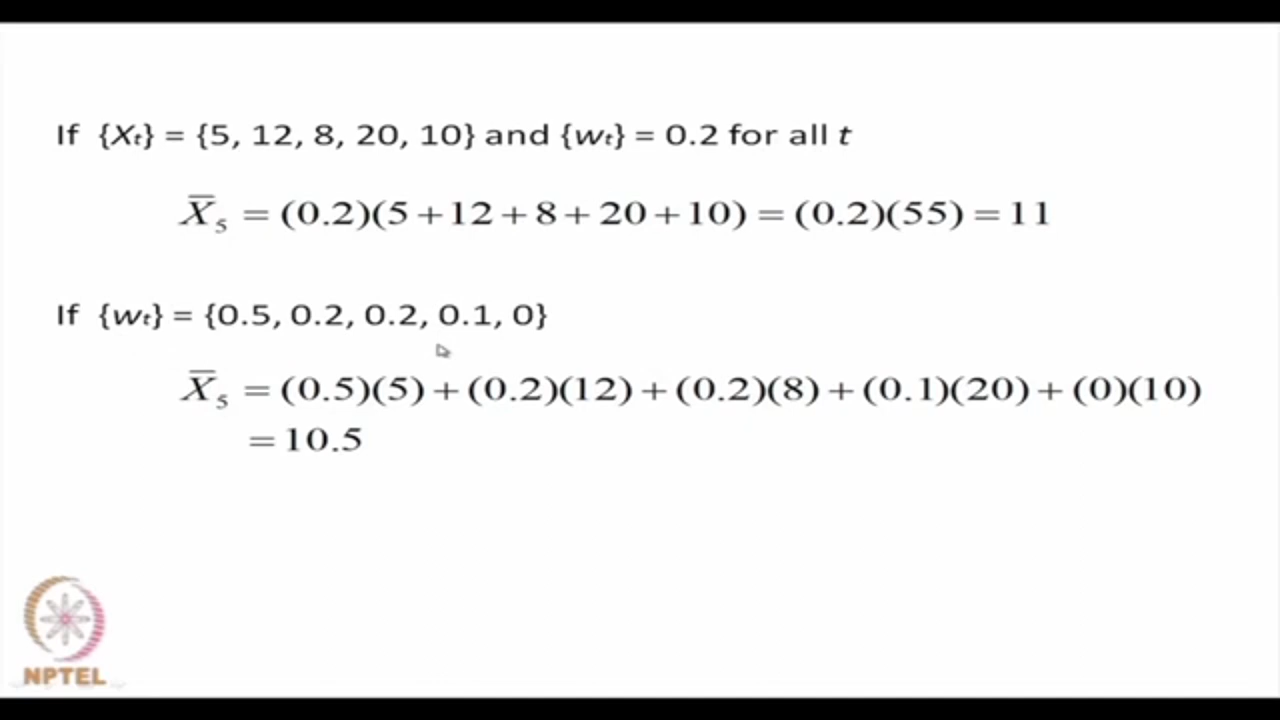 If {Xt} = {5, 12, 8, 20, 10} and {wt} = 0.2 for all t
X̅₅ = (0.2)(5+12+8+20+10) = (0.2)(55) = 11
If {wt} = {0.5, 0.2, 0.2, 0.1, 0}
X̅₅ = (0.5)(5) + (0.2)(12) + (0.2)(8) + (0.1)(20) + (0)(10)
= 10.5
NPTEL